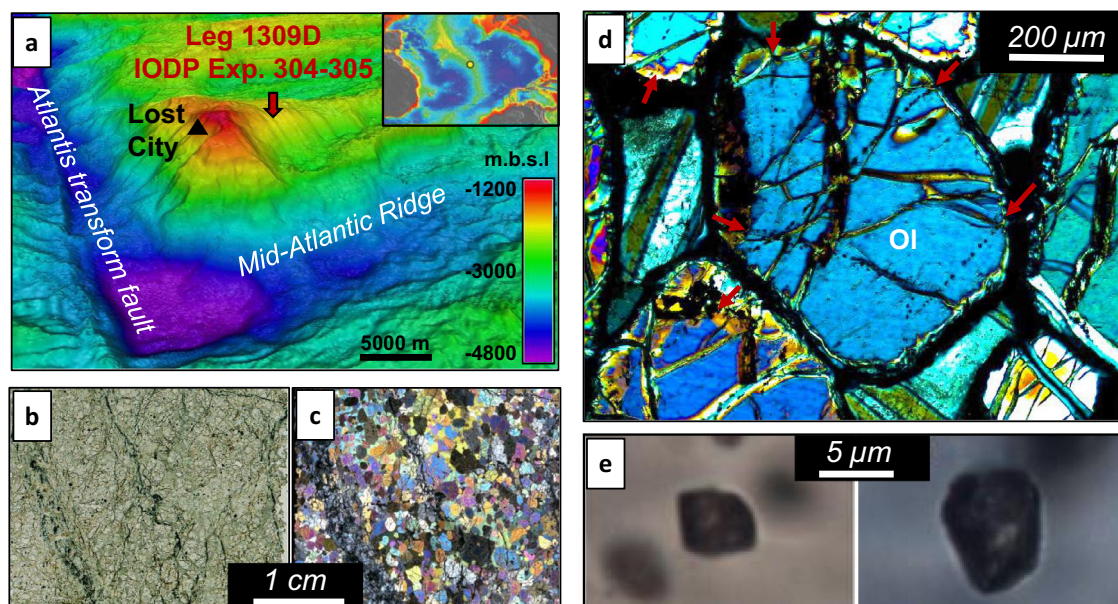 a
Leg 1309D
IODP Exp. 304-305
Lost
City
Atlantis transform fault
Mid-Atlantic Ridge
m.b.s.l
-1200
-3000
-4800
5000 m
b
c
1 cm
d
200 µm
Ol
e
5 µm